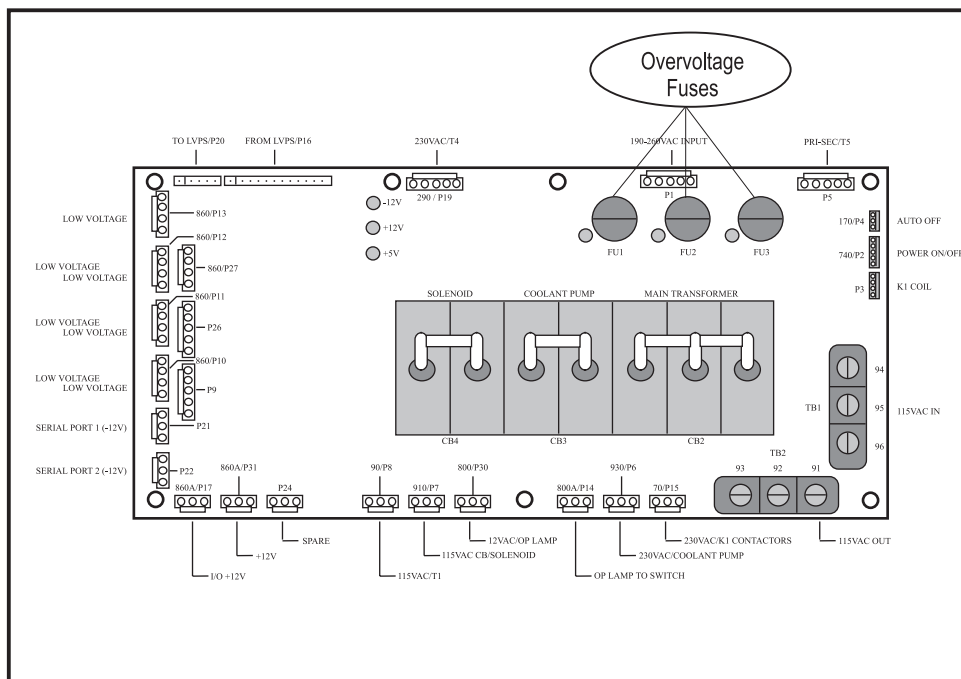 Overvoltage
Fuses
TO LVPS/P20
FROM LVPS/P16
230VAC/T4
190-260VAC INPUT
PRI-SEC/T5
290 / P19
P1
P5
LOW VOLTAGE
860/P13
-12V
+12V
+5V
FU1
FU2
FU3
170/P4
AUTO OFF
740/P2
POWER ON/OFF
P3
K1 COIL
860/P12
LOW VOLTAGE
LOW VOLTAGE
860/P27
860/P11
LOW VOLTAGE
LOW VOLTAGE
P26
860/P10
LOW VOLTAGE
LOW VOLTAGE
P9
SOLENOID
COOLANT PUMP
MAIN TRANSFORMER
CB4
CB3
CB2
94
TB1
95
115VAC IN
96
SERIAL PORT 1 (-12V)
P21
SERIAL PORT 2 (-12V)
P22
TB2
93
92
91
860A/P17
860A/P31
P24
90/P8
910/P7
800/P30
800A/P14
930/P6
70/P15
SPARE
12VAC/OP LAMP
230VAC/K1 CONTACTORS
115VAC OUT
+12V
115VAC CB/SOLENOID
230VAC/COOLANT PUMP
I/O +12V
115VAC/T1
OP LAMP TO SWITCH